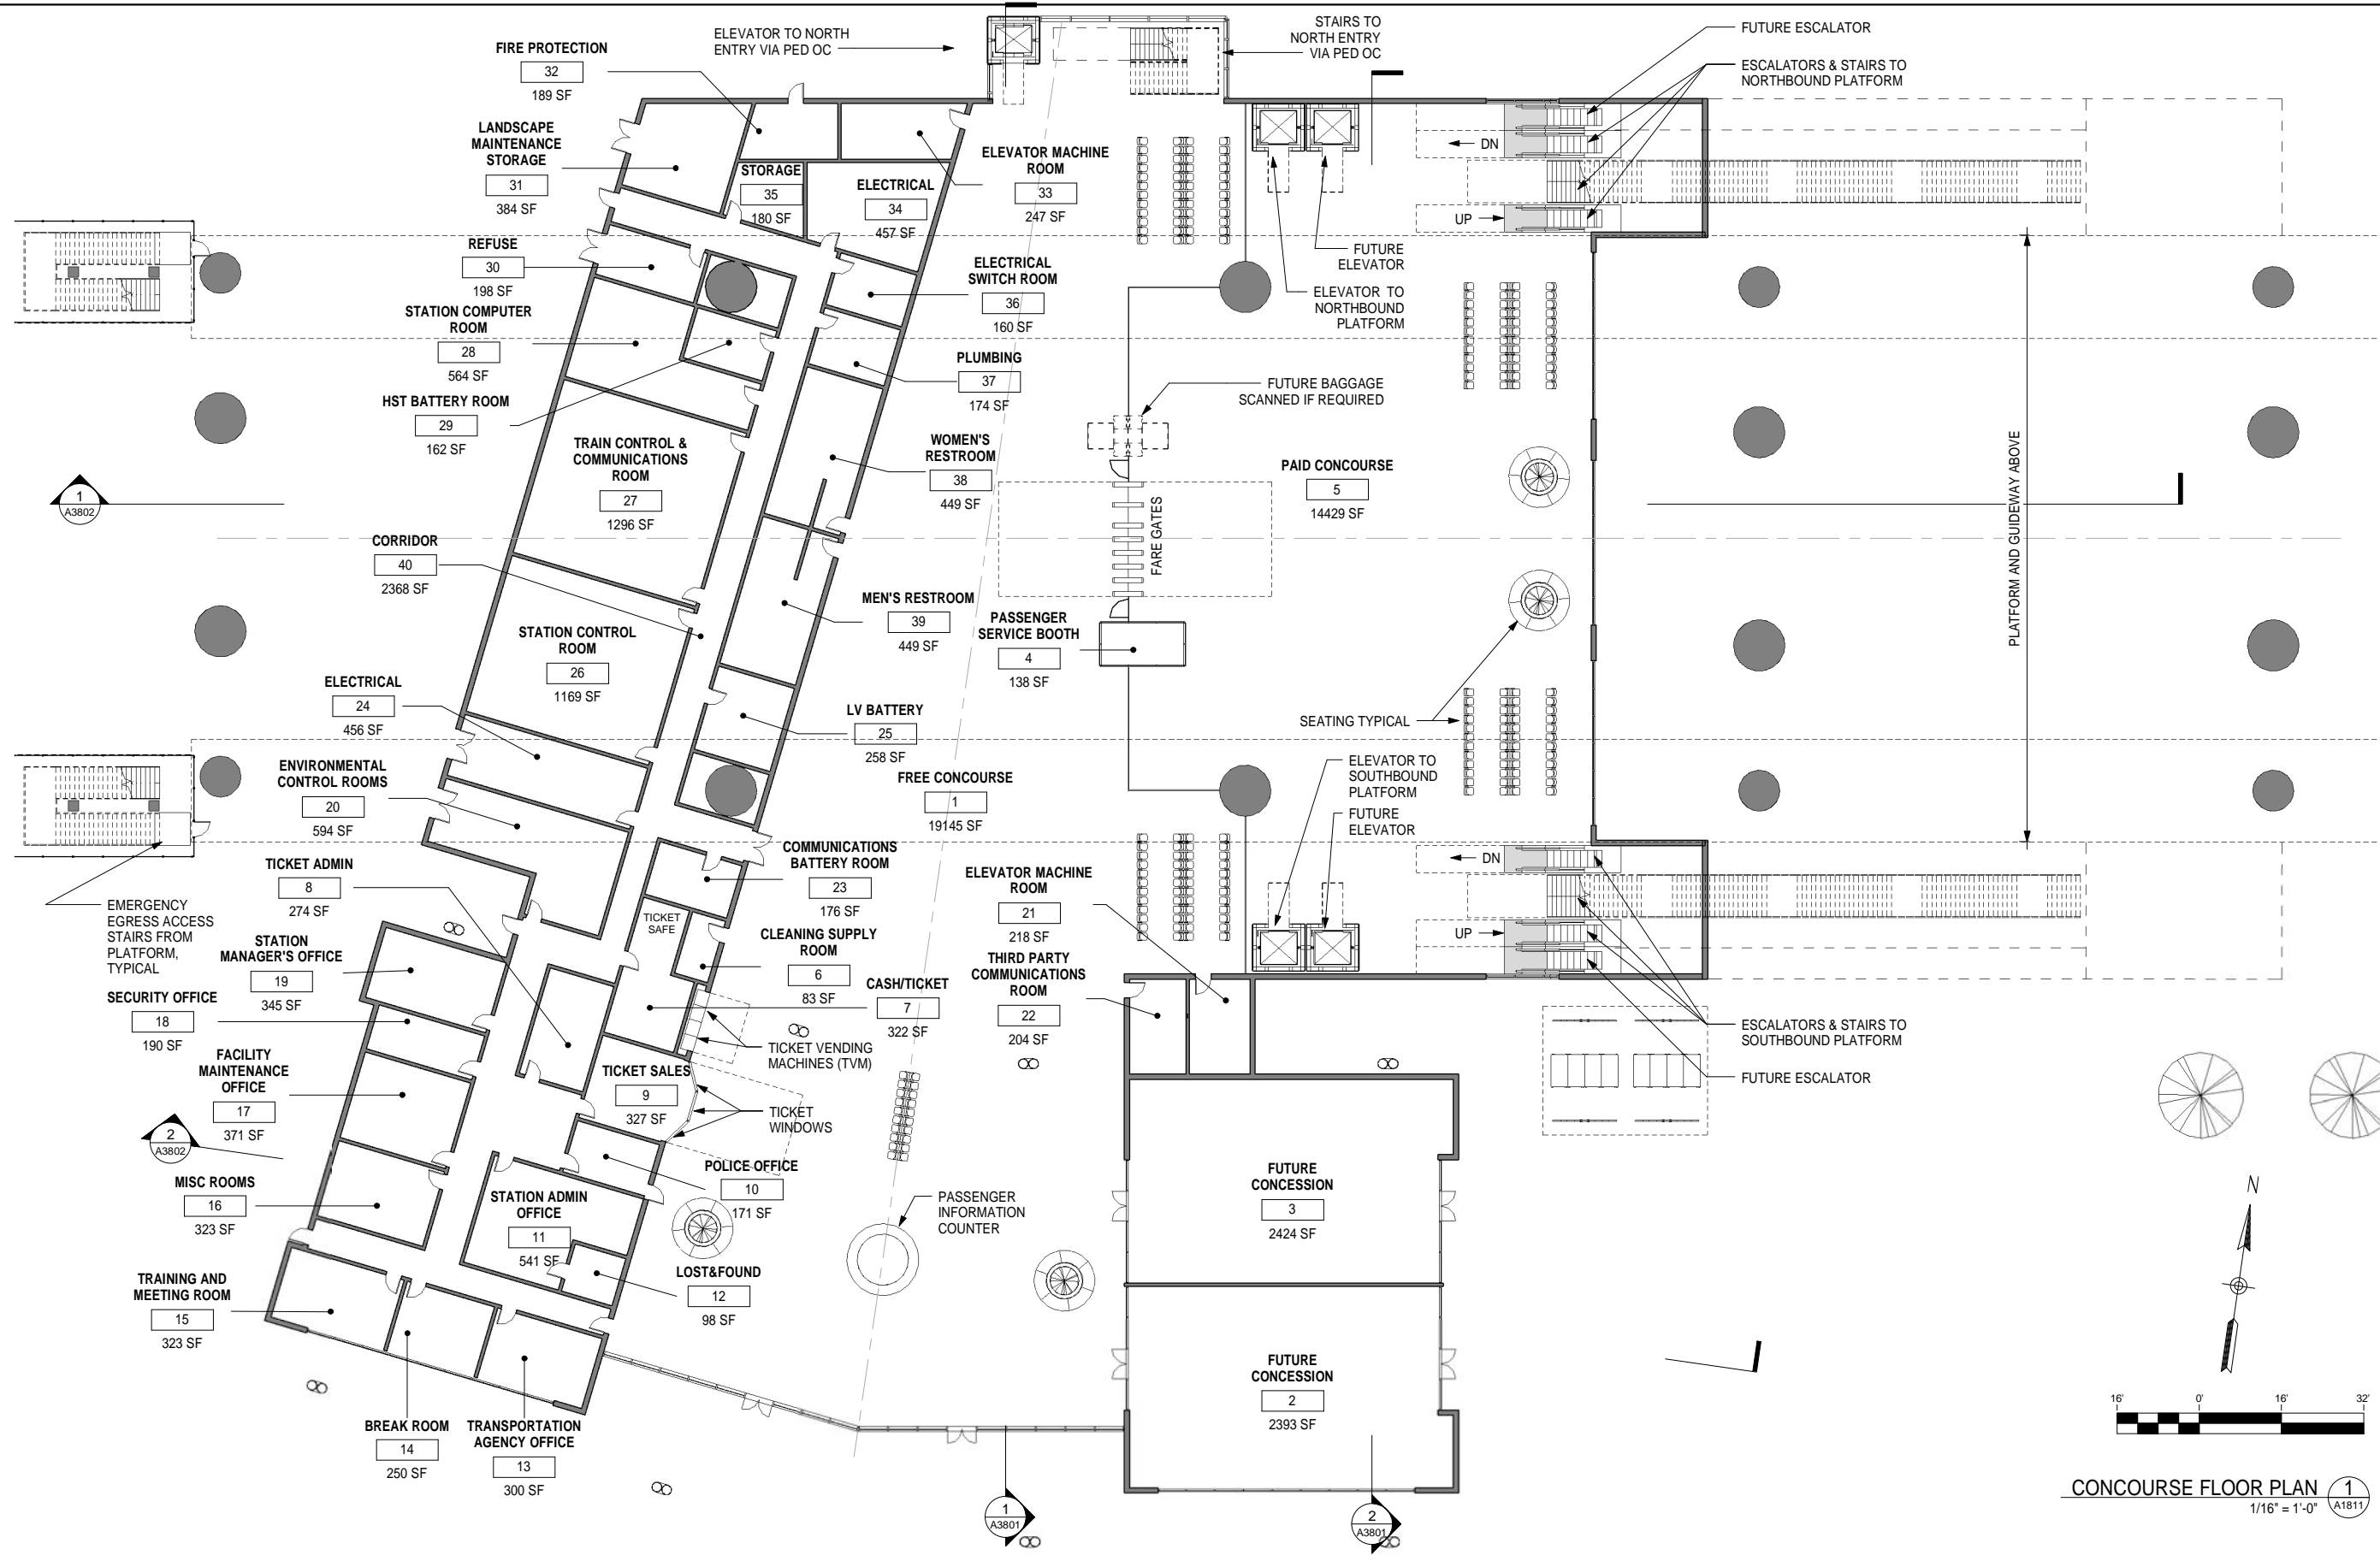 ELEVATOR TO NORTH
ENTRY VIA PED OC
STAIRS TO
NORTH ENTRY
VIA PED OC
FUTURE ESCALATOR
ESCALATORS & STAIRS TO
NORTHBOUND PLATFORM
FIRE PROTECTION
32
189 SF
LANDSCAPE
MAINTENANCE
STORAGE
31
384 SF
STORAGE
35
180 SF
ELECTRICAL
34
457 SF
ELEVATOR MACHINE
ROOM
33
247 SF
DN
UP
REFUSE
30
198 SF
ELECTRICAL
SWITCH ROOM
36
160 SF
FUTURE
ELEVATOR
ELEVATOR TO
NORTHBOUND
PLATFORM
STATION COMPUTER
ROOM
28
564 SF
PLUMBING
37
174 SF
HST BATTERY ROOM
29
162 SF
FUTURE BAGGAGE
SCANNED IF REQUIRED
TRAIN CONTROL &
COMMUNICATIONS
ROOM
27
1296 SF
WOMEN'S
RESTROOM
38
449 SF
PAID CONCOURSE
5
14429 SF
PLATFORM AND GUIDEWAY ABOVE
1
A3802
FARE GATES
CORRIDOR
40
2368 SF
MEN'S RESTROOM
39
449 SF
PASSENGER
SERVICE BOOTH
4
138 SF
STATION CONTROL
ROOM
26
1169 SF
ELECTRICAL
24
456 SF
LV BATTERY
25
258 SF
SEATING TYPICAL
ENVIRONMENTAL
CONTROL ROOMS
20
594 SF
FREE CONCOURSE
1
19145 SF
ELEVATOR TO
SOUTHBOUND
PLATFORM
FUTURE
ELEVATOR
TICKET ADMIN
8
274 SF
COMMUNICATIONS
BATTERY ROOM
23
176 SF
ELEVATOR MACHINE
ROOM
21
218 SF
DN
UP
EMERGENCY
EGRESS ACCESS
STAIRS FROM
PLATFORM,
TYPICAL
TICKET
SAFE
STATION
MANAGER'S OFFICE
19
345 SF
CLEANING SUPPLY
ROOM
6
83 SF
THIRD PARTY
COMMUNICATIONS
ROOM
22
204 SF
SECURITY OFFICE
18
190 SF
CASH/TICKET
7
322 SF
ESCALATORS & STAIRS TO
SOUTHBOUND PLATFORM
FUTURE ESCALATOR
TICKET VENDING
MACHINES (TVM)
FACILITY
MAINTENANCE
OFFICE
17
371 SF
TICKET SALES
9
327 SF
TICKET
WINDOWS
2
A3802
MISC ROOMS
16
323 SF
POLICE OFFICE
10
171 SF
STATION ADMIN
OFFICE
11
541 SF
PASSENGER
INFORMATION
COUNTER
FUTURE
CONCESSION
3
2424 SF
N
TRAINING AND
MEETING ROOM
15
323 SF
LOST&FOUND
12
98 SF
FUTURE
CONCESSION
2
2393 SF
BREAK ROOM
14
250 SF
TRANSPORTATION
AGENCY OFFICE
13
300 SF
16' 0' 16' 32'
1
A3801
2
A3801
CONCOURSE FLOOR PLAN
1/16" = 1'-0"
1
A1811